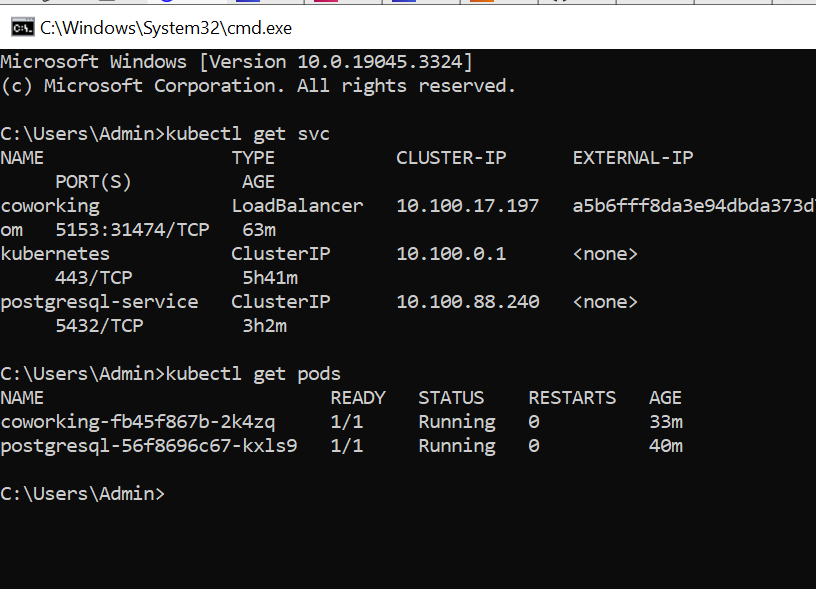 C:\Windows\System32\cmd.exe
Microsoft Windows [Version 10.0.19045.3324]
(c) Microsoft Corporation. All rights reserved.
C:\Users\Admin>kubectl get svc
NAME                 TYPE           CLUSTER-IP      EXTERNAL-IP
     PORT(S)          AGE
coworking            LoadBalancer   10.100.17.197   a5b6fff8da3e94dbda373d
om   5153:31474/TCP   63m
kubernetes           ClusterIP      10.100.0.1      <none>
     443/TCP          5h41m
postgresql-service   ClusterIP      10.100.88.240   <none>
     5432/TCP         3h2m
C:\Users\Admin>kubectl get pods
NAME                          READY   STATUS    RESTARTS   AGE
coworking-fb45f867b-2k4zq     1/1     Running   0          33m
postgresql-56f8696c67-kxls9   1/1     Running   0          40m
C:\Users\Admin>